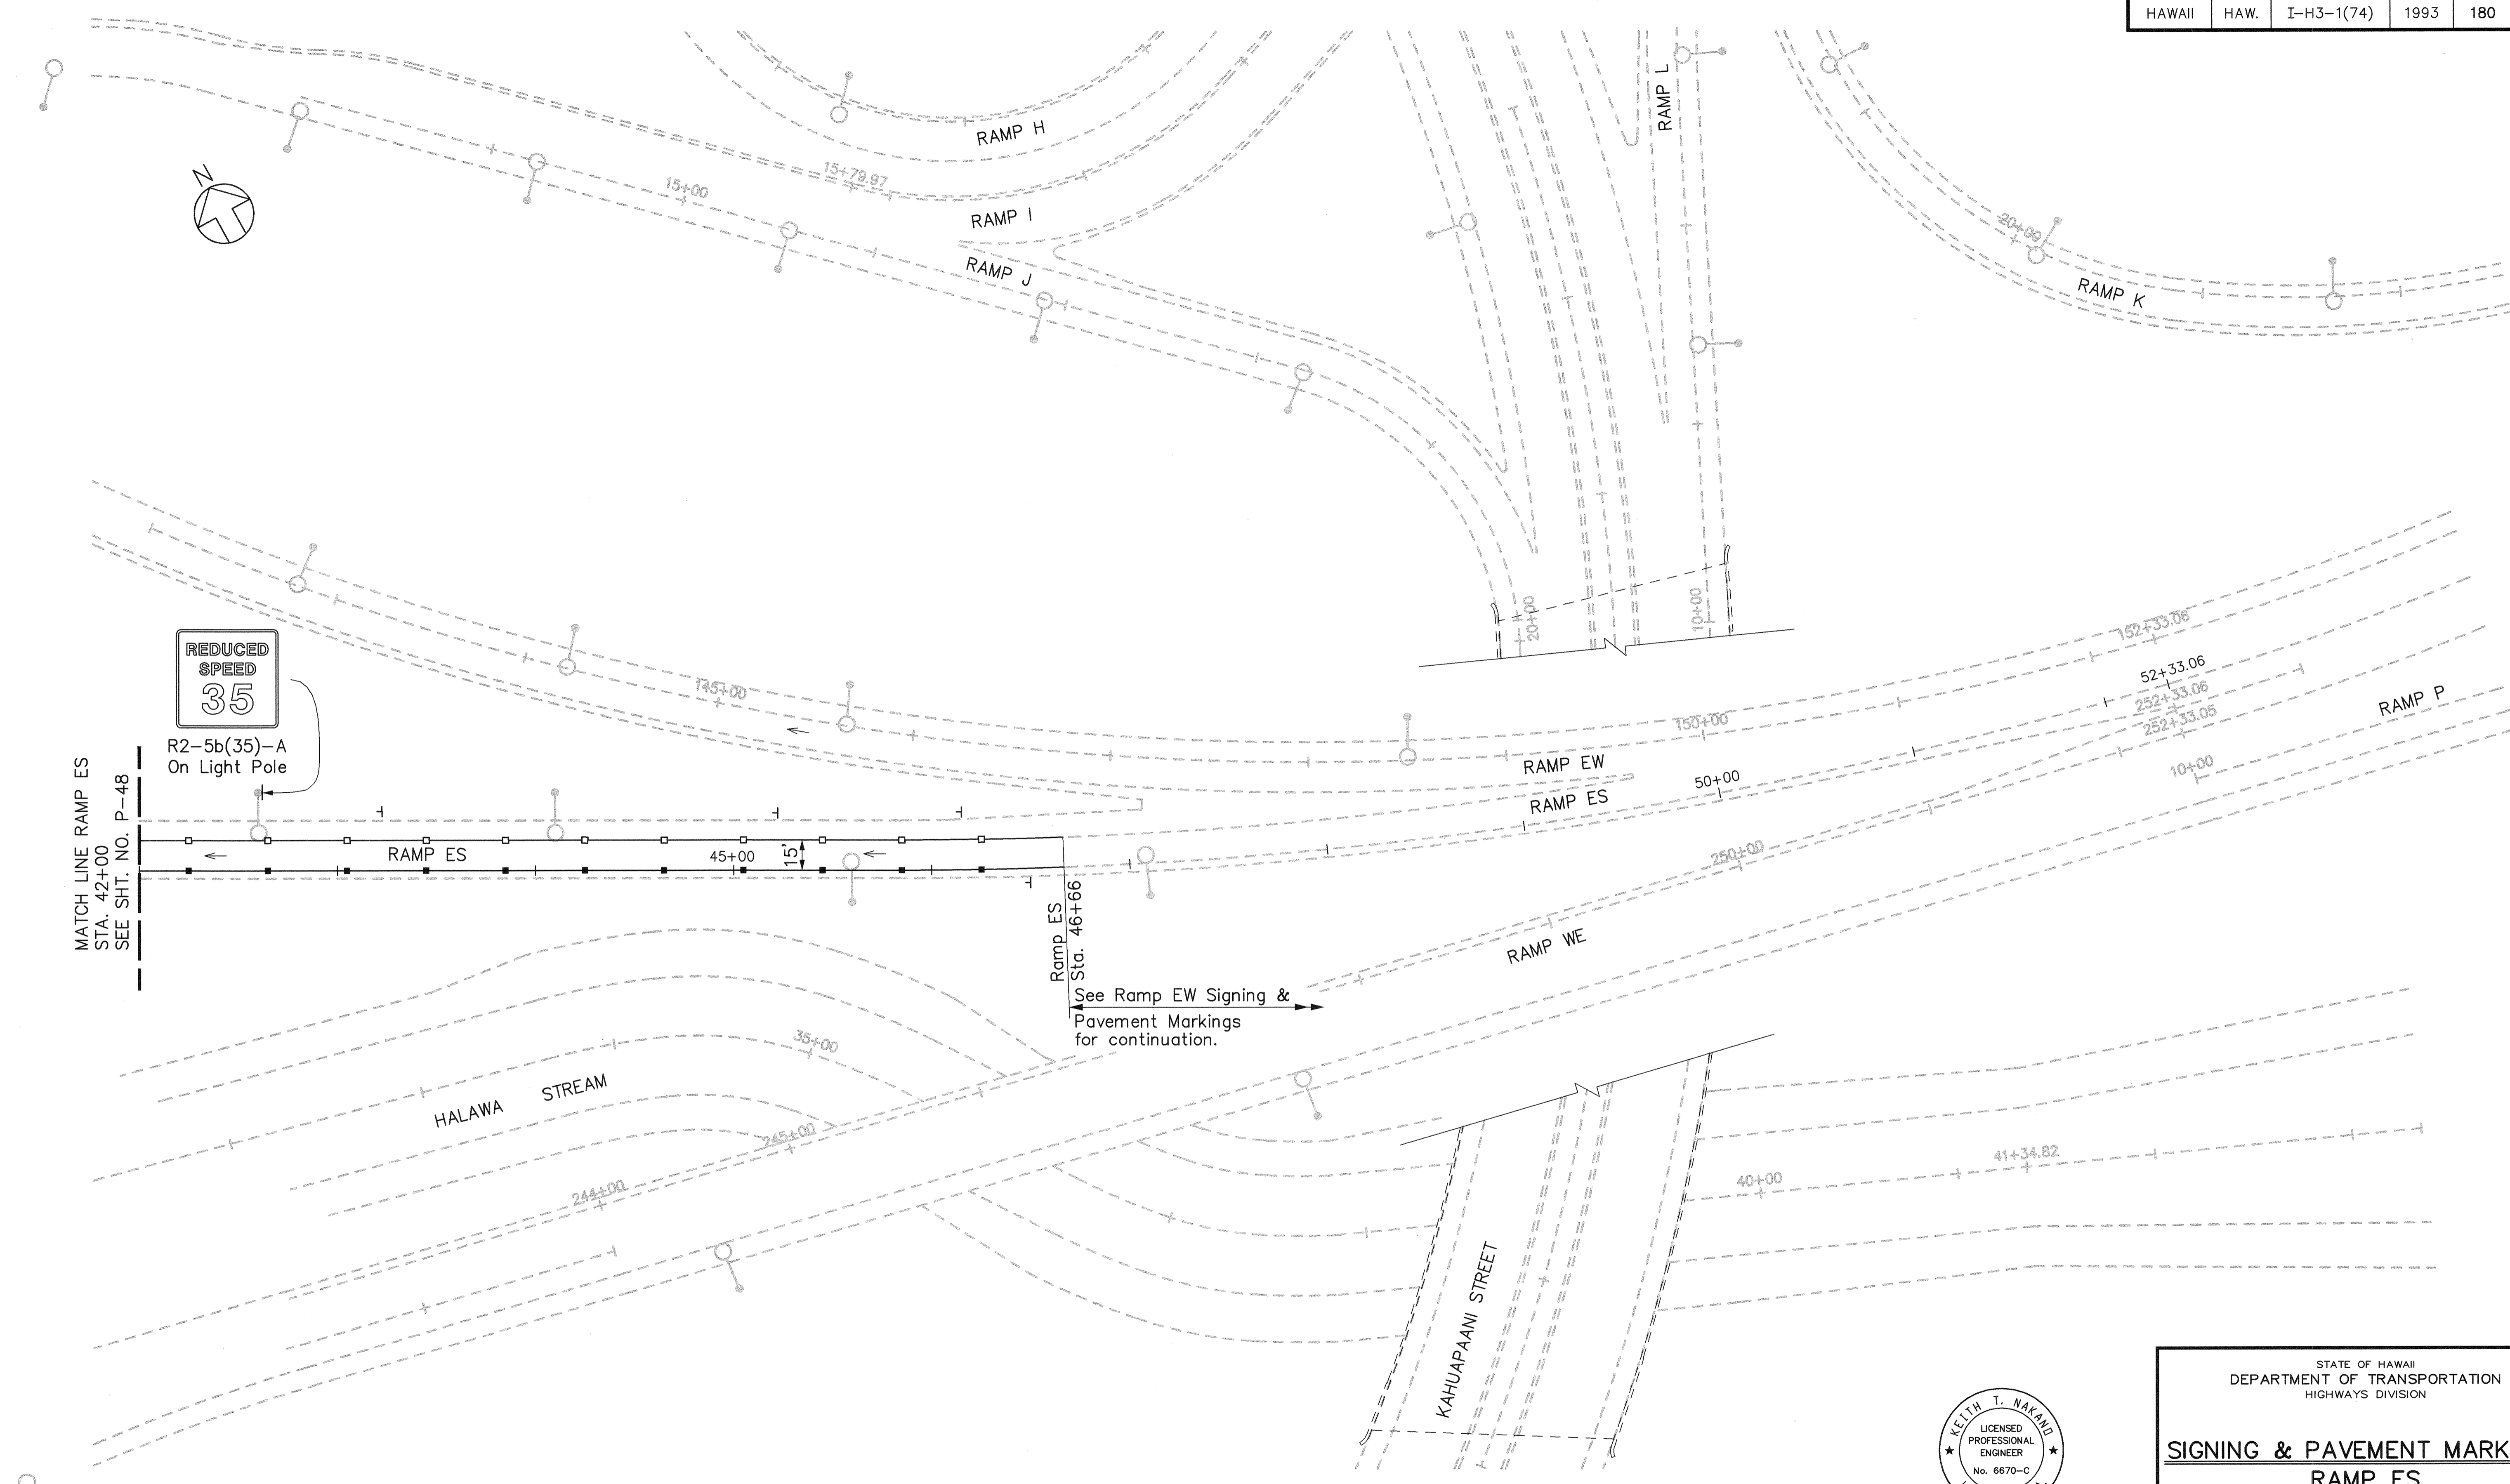 HAWAII HAW. I-H3-1(74) 1993 180
RAMP L
RAMP H
N
15+79.97
15+00
RAMP I
20+00
RAMP J
RAMP K
20+00
10+00
152+33.06
REDUCED
SPEED
35
52+33.06
145+00
252+33.06
RAMP P
150+00
252+33.05
R2-5b(35)-A
On Light Pole
RAMP EW
10+00
50+00
RAMP ES
MATCH LINE RAMP ES
STA. 42+00
SEE SHT. NO. P-48
RAMP ES
45+00
15'
250+00
Ramp ES
Sta. 46+66
RAMP WE
See Ramp EW Signing &
Pavement Markings
for continuation.
35+00
HALAWA STREAM
245+00
41+34.82
40+00
244+00
KAHUAPAANI STREET
STATE OF HAWAII
DEPARTMENT OF TRANSPORTATION
HIGHWAYS DIVISION
KEITH T. NAKANO
LICENSED
PROFESSIONAL
ENGINEER
No. 6670-C
SIGNING & PAVEMENT MARK
RAMP ES